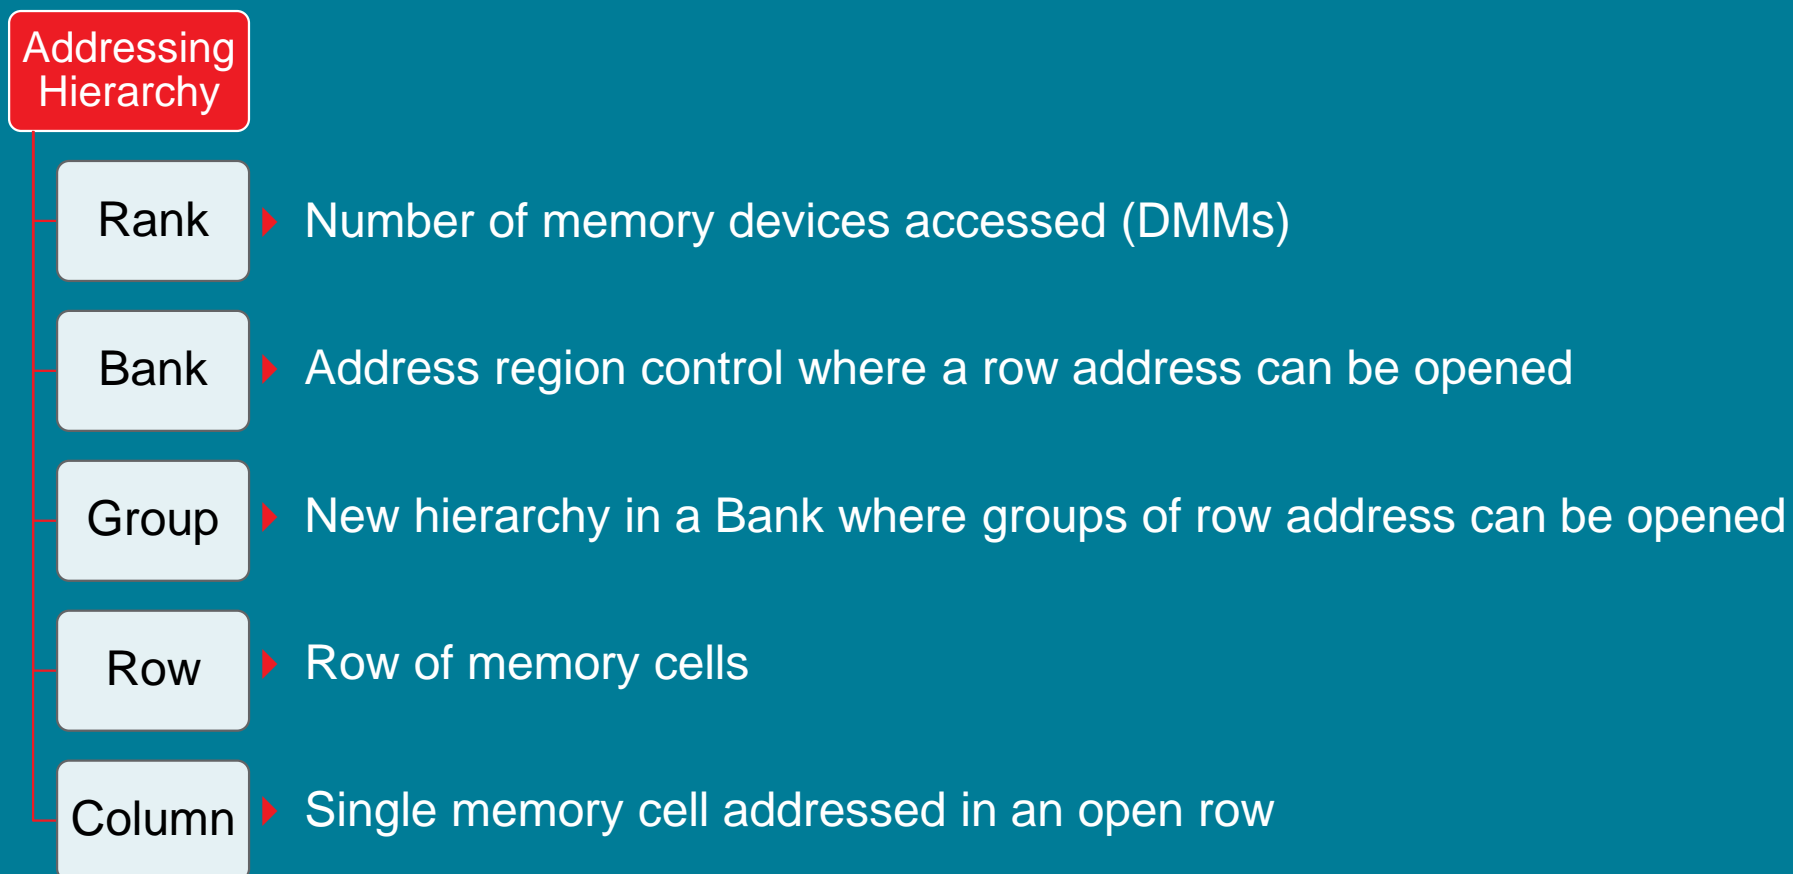 Addressing
Hierarchy
Rank
Number of memory devices accessed (DMMs)
Bank
Address region control where a row address can be opened
Group
New hierarchy in a Bank where groups of row address can be opened
Row
Row of memory cells
Column
Single memory cell addressed in an open row